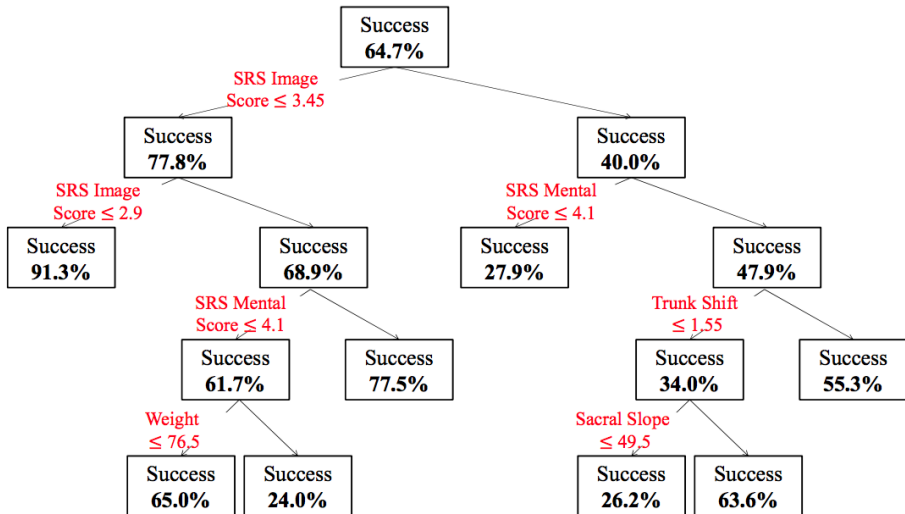 Success
64.7%
SRS Image
Score ≤ 3.45
Success
77.8%
Success
40.0%
SRS Image
Score ≤ 2.9
SRS Mental
Score ≤ 4.1
Success
91.3%
Success
68.9%
Success
27.9%
Success
47.9%
SRS Mental
Score ≤ 4.1
Trunk Shift
≤ 1.55
Success
61.7%
Success
77.5%
Success
34.0%
Success
55.3%
Weight
≤ 76.5
Sacral Slope
≤ 49.5
Success
65.0%
Success
24.0%
Success
26.2%
Success
63.6%